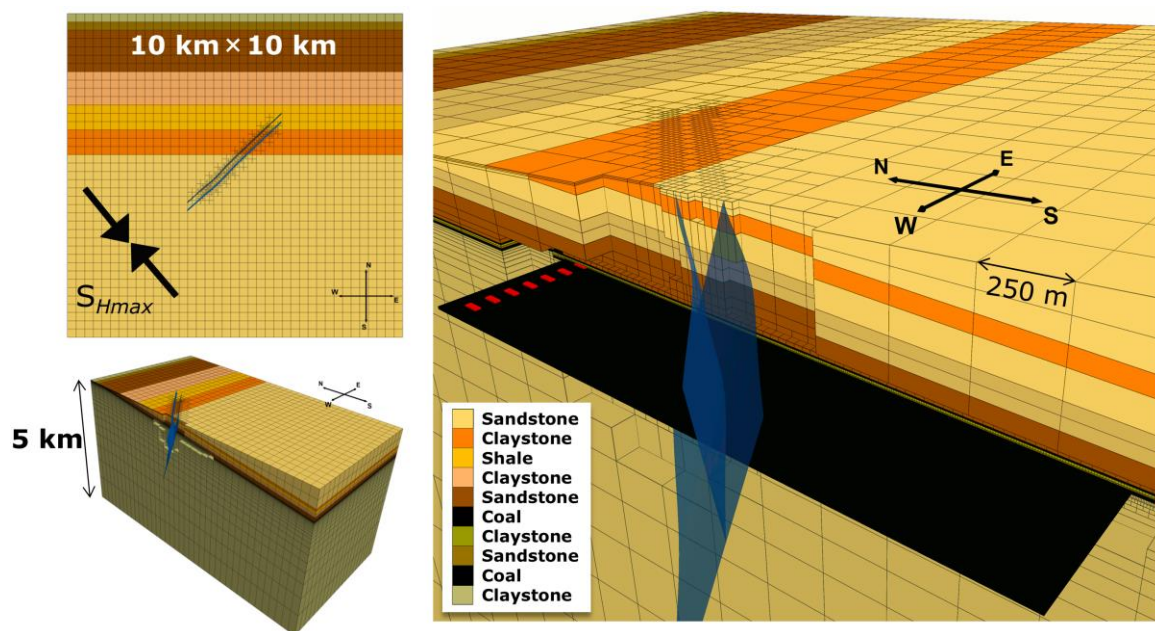 10 km × 10 km
S_Hmax
N
W
E
S
5 km
N
E
W
S
N
E
W
S
250 m
Sandstone
Claystone
Shale
Claystone
Sandstone
Coal
Claystone
Sandstone
Coal
Claystone